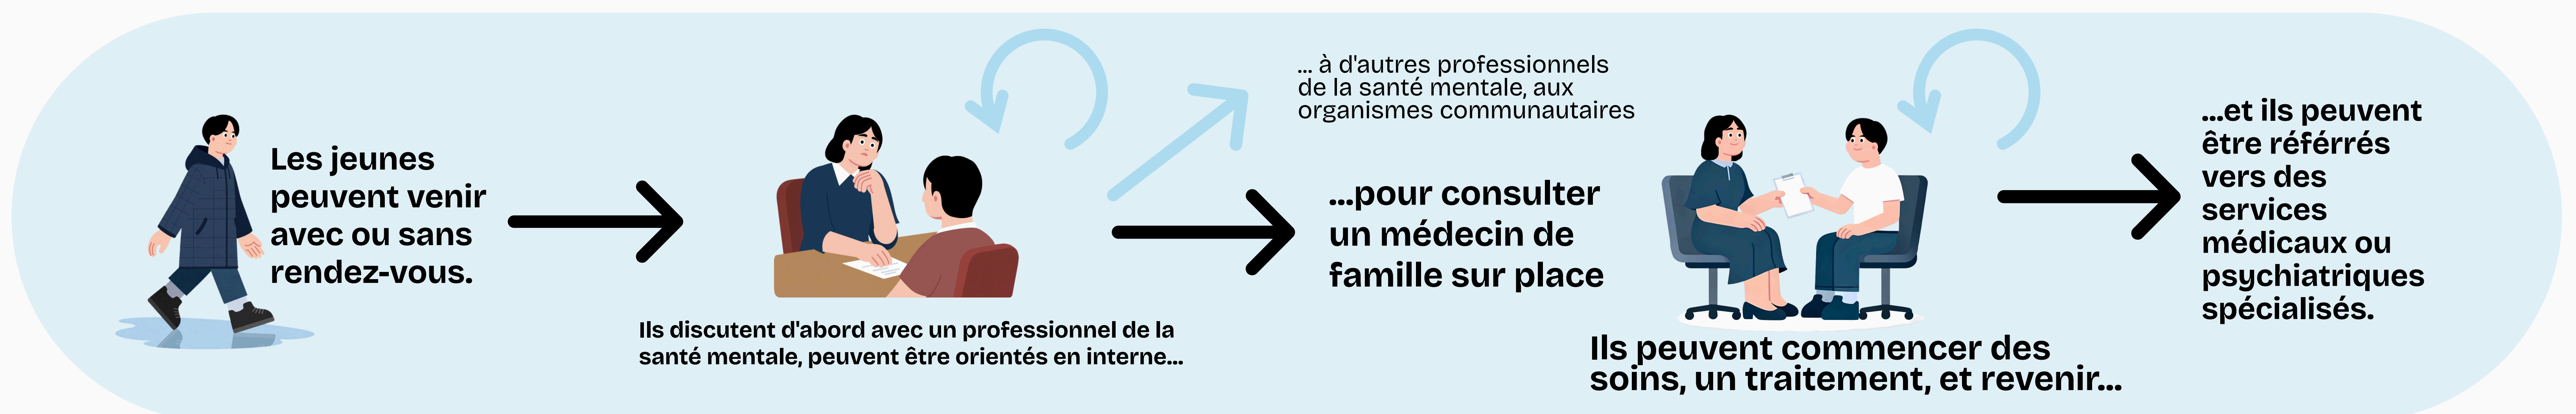 Les jeunes
peuvent venir
avec ou sans
rendez-vous.
Ils discutent d'abord avec un professionnel de la
santé mentale, peuvent être orientés en interne...
... à d'autres professionnels
de la santé mentale, aux
organismes communautaires
...pour consulter
un médecin de
famille sur place
Ils peuvent commencer des
soins, un traitement, et revenir...
...et ils peuvent
être référrés
vers des
services
médicaux ou
psychiatriques
spécialisés.